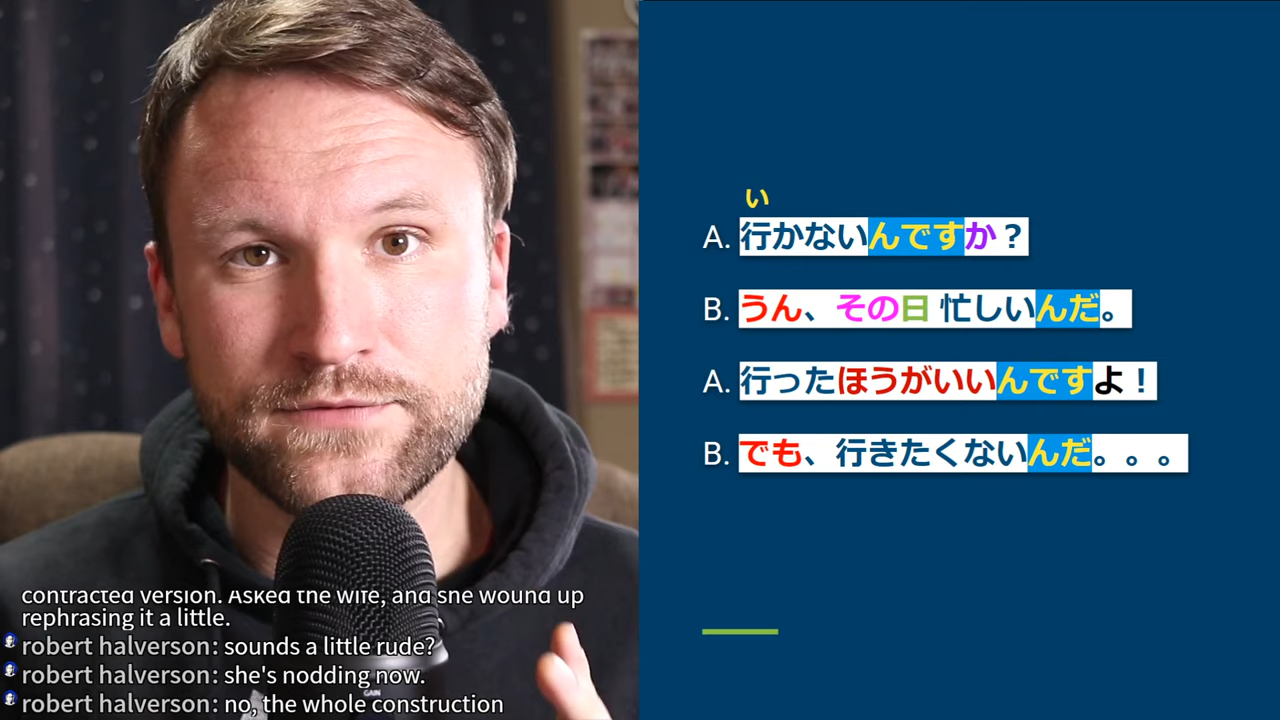 contracted version. Asked the wife, and she wound up
rephrasing it a little.
robert halverson: sounds a little rude?
robert halverson: she's nodding now.
robert halverson: no, the whole construction
GAIN
い
A. 行かないんですか？
B. うん、その日 忙しいんだ。
A. 行ったほうがいいんですよ！
B. でも、行きたくないんだ。。。